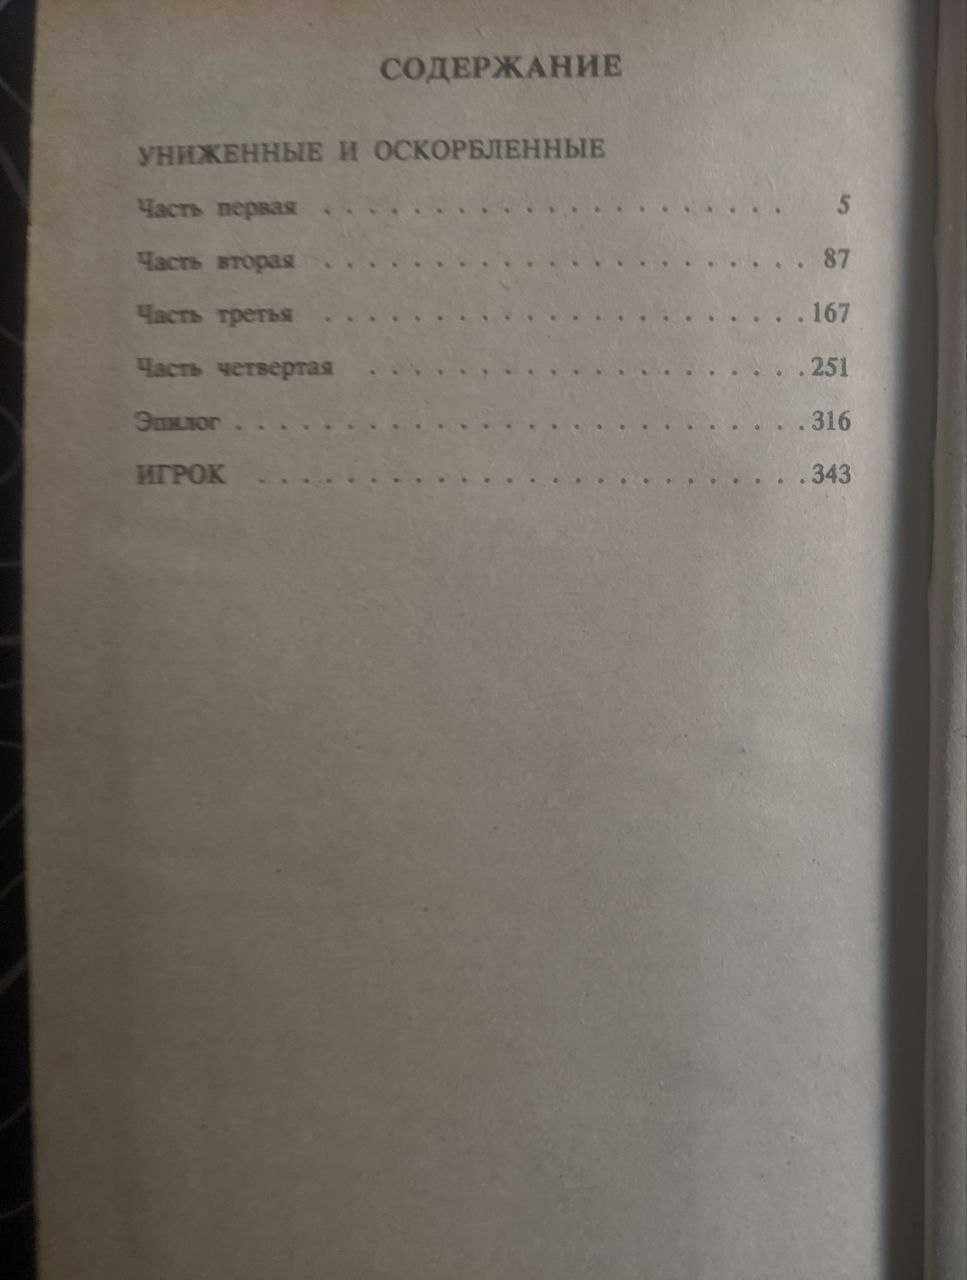 СОДЕРЖАНИЕ
УНИЖЕННЫЕ И ОСКОРБЛЕННЫЕ
Часть первая . . . . . . . . . . . . . . . . . . . . . 5
Часть вторая . . . . . . . . . . . . . . . . . . . . . . 87
Часть третья . . . . . . . . . . . . . . . . . . . . . . 167
Часть четвертая . . . . . . . . . . . . . . . . . . . . 251
Эпилог . . . . . . . . . . . . . . . . . . . . . . . . . . 316
ИГРОК . . . . . . . . . . . . . . . . . . . . . . . . . 343